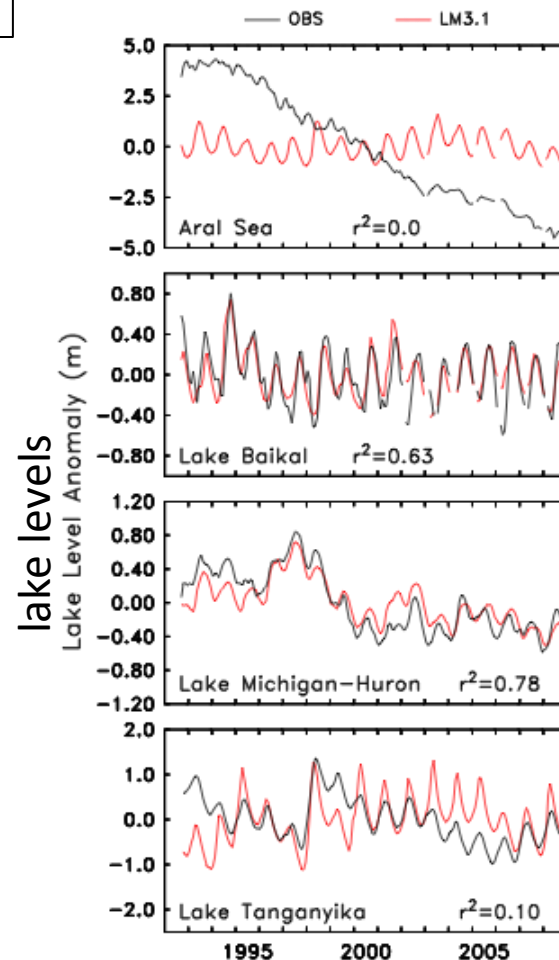 OBS LM3.1
lake levels
Lake Level Anomaly (m)
5.0
2.5
0.0
−2.5
−5.0
Aral Sea r²=0.0
0.80
0.40
0.00
−0.40
−0.80
Lake Baikal r²=0.63
1.20
0.80
0.40
0.00
−0.40
−0.80
−1.20
Lake Michigan−Huron r²=0.78
2.0
1.0
0.0
−1.0
−2.0
Lake Tanganyika r²=0.10
1995 2000 2005